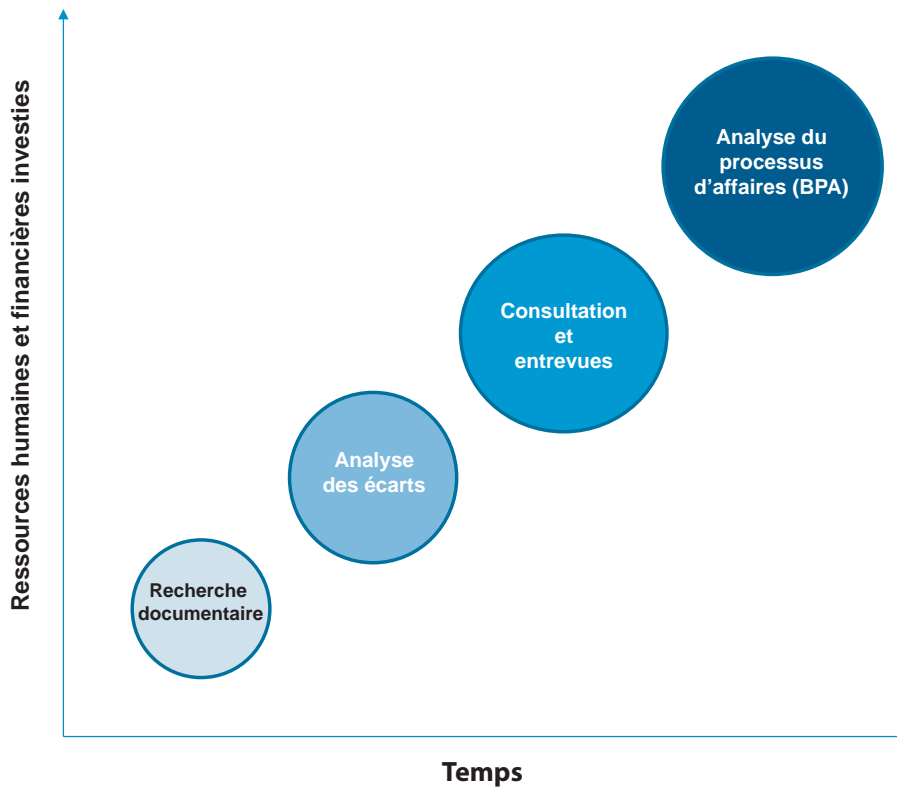 Ressources humaines et financières investies
Analyse du
processus
d’affaires (BPA)
Consultation
et
entrevues
Analyse
des écarts
Recherche
documentaire
Temps